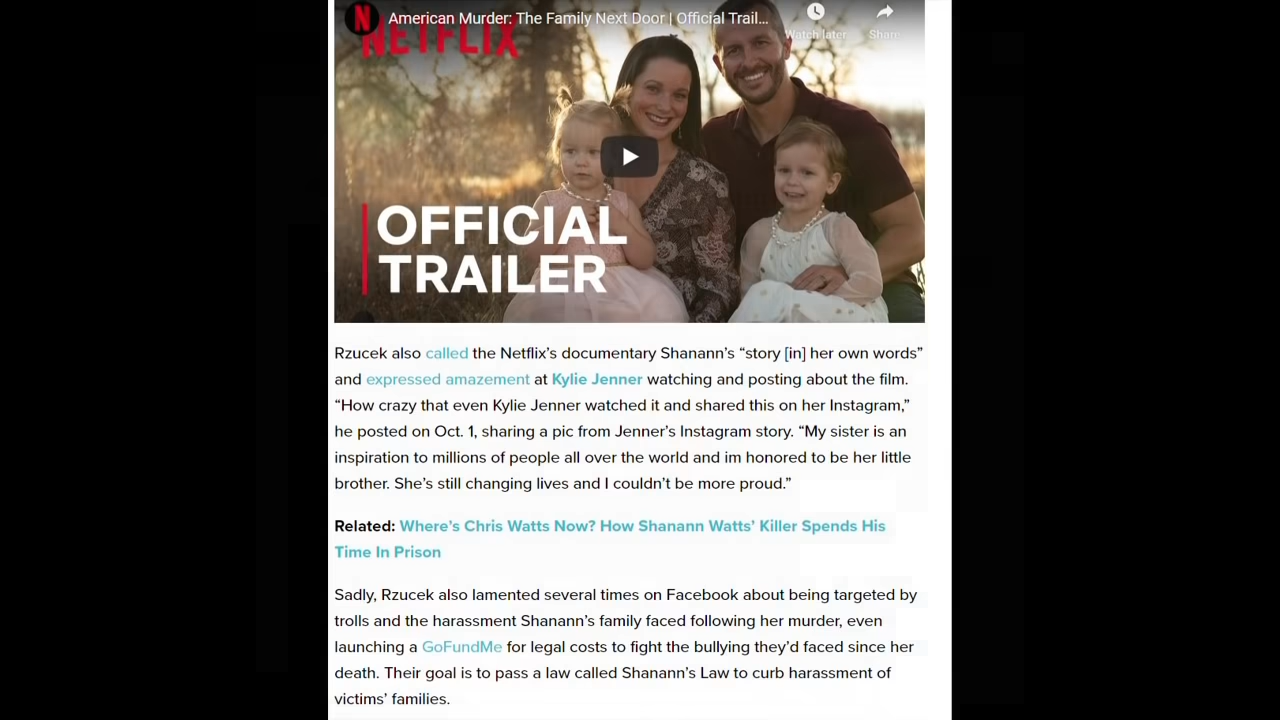 American Murder: The Family Next Door | Official Trail...
Watch later
Share
NETFLIX
OFFICIAL
TRAILER
Rzucek also called the Netflix’s documentary Shanann’s “story [in] her own words”
and expressed amazement at Kylie Jenner watching and posting about the film.
“How crazy that even Kylie Jenner watched it and shared this on her Instagram,”
he posted on Oct. 1, sharing a pic from Jenner’s Instagram story. “My sister is an
inspiration to millions of people all over the world and im honored to be her little
brother. She’s still changing lives and I couldn’t be more proud.”
Related: Where’s Chris Watts Now? How Shanann Watts’ Killer Spends His
Time In Prison
Sadly, Rzucek also lamented several times on Facebook about being targeted by
trolls and the harassment Shanann’s family faced following her murder, even
launching a GoFundMe for legal costs to fight the bullying they’d faced since her
death. Their goal is to pass a law called Shanann’s Law to curb harassment of
victims’ families.